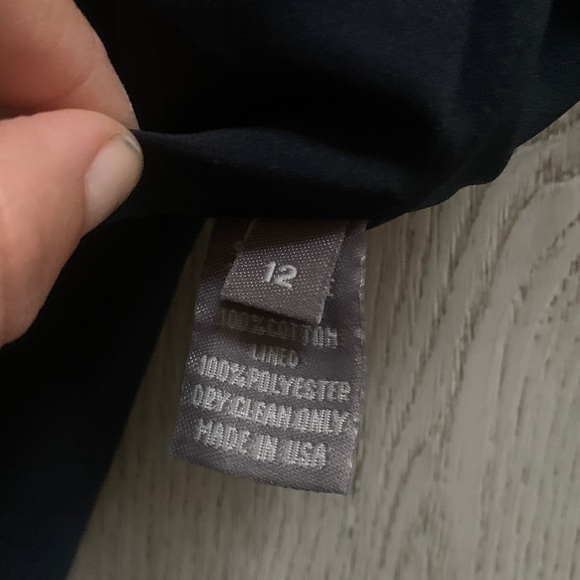 12
100% COTTON
LINED
100% POLYESTER
DRY CLEAN ONLY
MADE IN USA